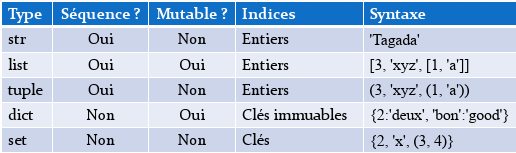 Type Séquence ? Mutable ? Indices Syntaxe
str Oui Non Entiers 'Tagada'
list Oui Oui Entiers [3, 'xyz', [1, 'a']]
tuple Oui Non Entiers (3, 'xyz', (1, 'a'))
dict Non Oui Clés immuables {2:'deux', 'bon':'good'}
set Non Non Clés {2, 'x', (3, 4)}